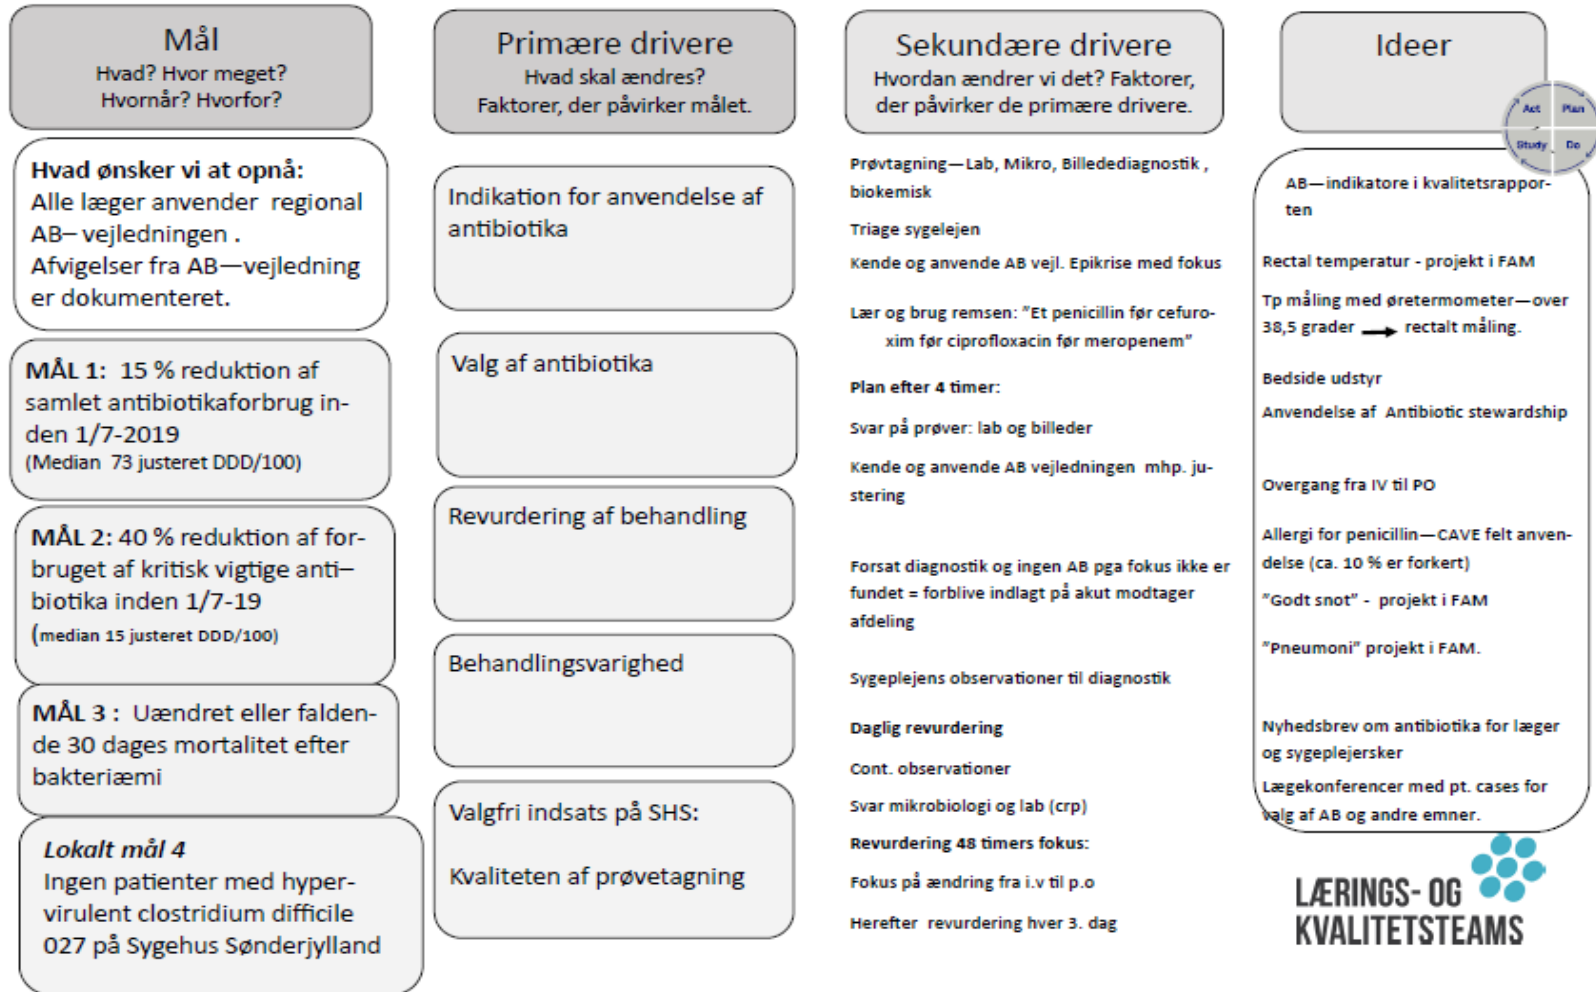 Mål
Hvad? Hvor meget?
Hvornår? Hvorfor?
Hvad ønsker vi at opnå:
Alle læger anvender regional
AB– vejledningen .
Afvigelser fra AB—vejledning
er dokumenteret.
MÅL 1: 15 % reduktion af
samlet antibiotikaforbrug in-
den 1/7-2019
(Median 73 justeret DDD/100)
MÅL 2: 40 % reduktion af for-
bruget af kritisk vigtige anti–
biotika inden 1/7-19
(median 15 justeret DDD/100)
MÅL 3 : Uændret eller falden-
de 30 dages mortalitet efter
bakteriæmi
Lokalt mål 4
Ingen patienter med hyper-
virulent clostridium difficile
027 på Sygehus Sønderjylland
Primære drivere
Hvad skal ændres?
Faktorer, der påvirker målet.
Indikation for anvendelse af
antibiotika
Valg af antibiotika
Revurdering af behandling
Behandlingsvarighed
Valgfri indsats på SHS:
Kvaliteten af prøvetagning
Sekundære drivere
Hvordan ændrer vi det? Faktorer,
der påvirker de primære drivere.
Prøvtagning—Lab, Mikro, Billedediagnostik ,
biokemisk
Triage sygelejen
Kende og anvende AB vejl. Epikrise med fokus
Lær og brug remsen: ”Et penicillin før cefuro-
xim før ciprofloxacin før meropenem”
Plan efter 4 timer:
Svar på prøver: lab og billeder
Kende og anvende AB vejledningen mhp. ju-
stering
Forsat diagnostik og ingen AB pga fokus ikke er
fundet = forblive indlagt på akut modtager
afdeling
Sygeplejens observationer til diagnostik
Daglig revurdering
Cont. observationer
Svar mikrobiologi og lab (crp)
Revurdering 48 timers fokus:
Fokus på ændring fra i.v til p.o
Herefter revurdering hver 3. dag
Ideer
Act Plan
Study Do
AB—indikatore i kvalitetsrappor-
ten
Rectal temperatur - projekt i FAM
Tp måling med øretermometer—over
38,5 grader → rectalt måling.
Bedside udstyr
Anvendelse af Antibiotic stewardship
Overgang fra IV til PO
Allergi for penicillin—CAVE felt anven-
delse (ca. 10 % er forkert)
”Godt snot” - projekt i FAM
”Pneumoni” projekt i FAM.
Nyhedsbrev om antibiotika for læger
og sygeplejersker
Lægekonferencer med pt. cases for
valg af AB og andre emner.
LÆRINGS- OG
KVALITETSTEAMS